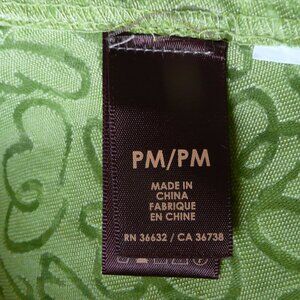 PM/PM
MADE IN
CHINA
FABRIQUE
EN CHINE
RN 36632 / CA 36738